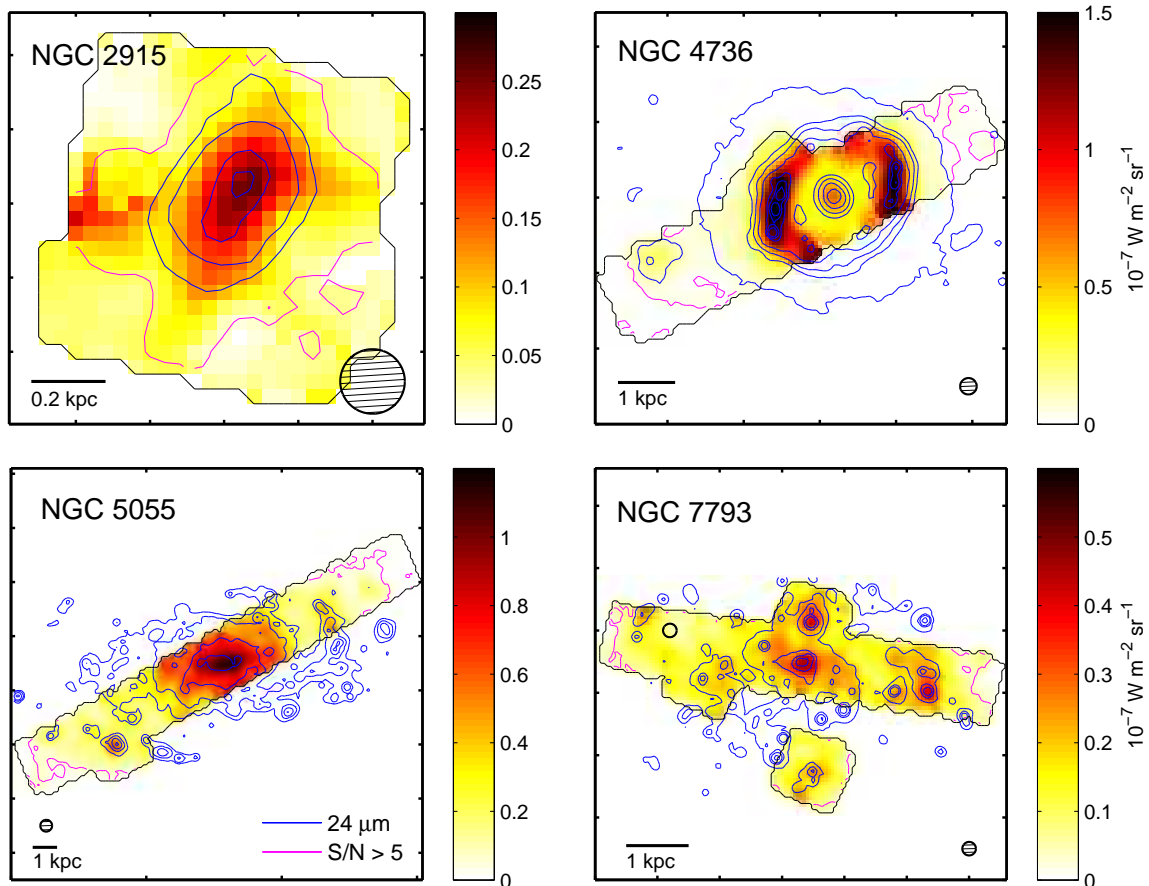 NGC 2915
0.2 kpc
0.25
0.2
0.15
0.1
0.05
0
NGC 4736
1 kpc
1.5
1
0.5
0
10⁻⁷ W m⁻² sr⁻¹
NGC 5055
1 kpc
24 μm
S/N > 5
1
0.8
0.6
0.4
0.2
0
NGC 7793
1 kpc
0.5
0.4
0.3
0.2
0.1
0
10⁻⁷ W m⁻² sr⁻¹